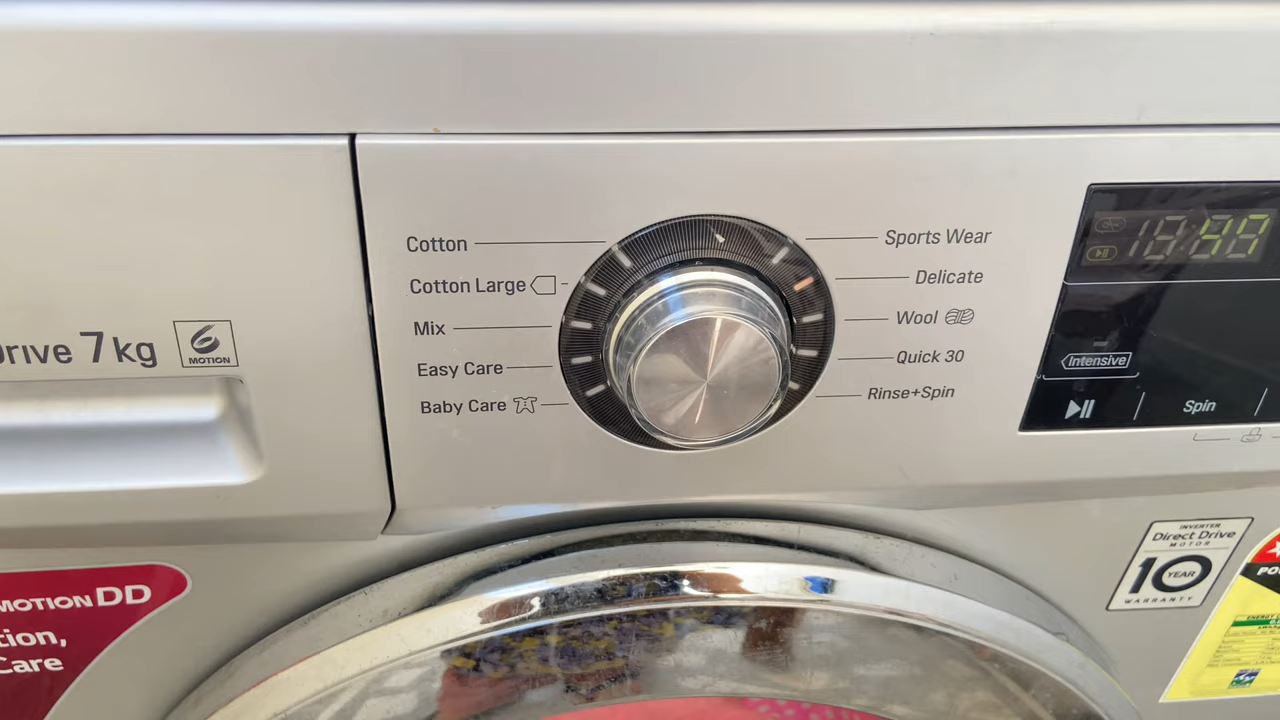 Cotton
Cotton Large
Mix
Easy Care
Baby Care
Sports Wear
Delicate
Wool
Quick 30
Rinse+Spin
Drive 7kg
6
MOTION
Intensive
Spin
MOTION DD
tion,
Care
INVERTER
Direct Drive
MOTOR
10 YEAR
WARRANTY